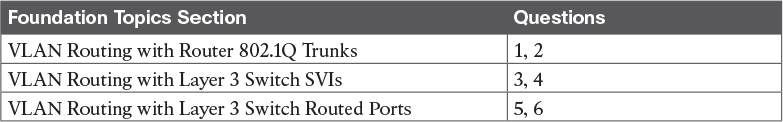 Foundation Topics Section Questions
VLAN Routing with Router 802.1Q Trunks 1, 2
VLAN Routing with Layer 3 Switch SVIs 3, 4
VLAN Routing with Layer 3 Switch Routed Ports 5, 6